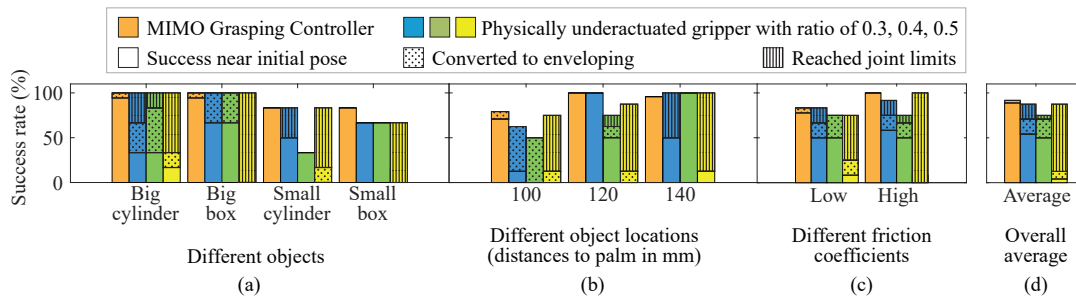 MIMO Grasping Controller
Physically underactuated gripper with ratio of 0.3, 0.4, 0.5
Success near initial pose
Converted to enveloping
Reached joint limits
Success rate (%)
100
50
0
Big cylinder
Big box
Small cylinder
Small box
Different objects
(a)
100
120
140
Different object locations
(distances to palm in mm)
(b)
Low
High
Different friction
coefficients
(c)
Average
Overall
average
(d)